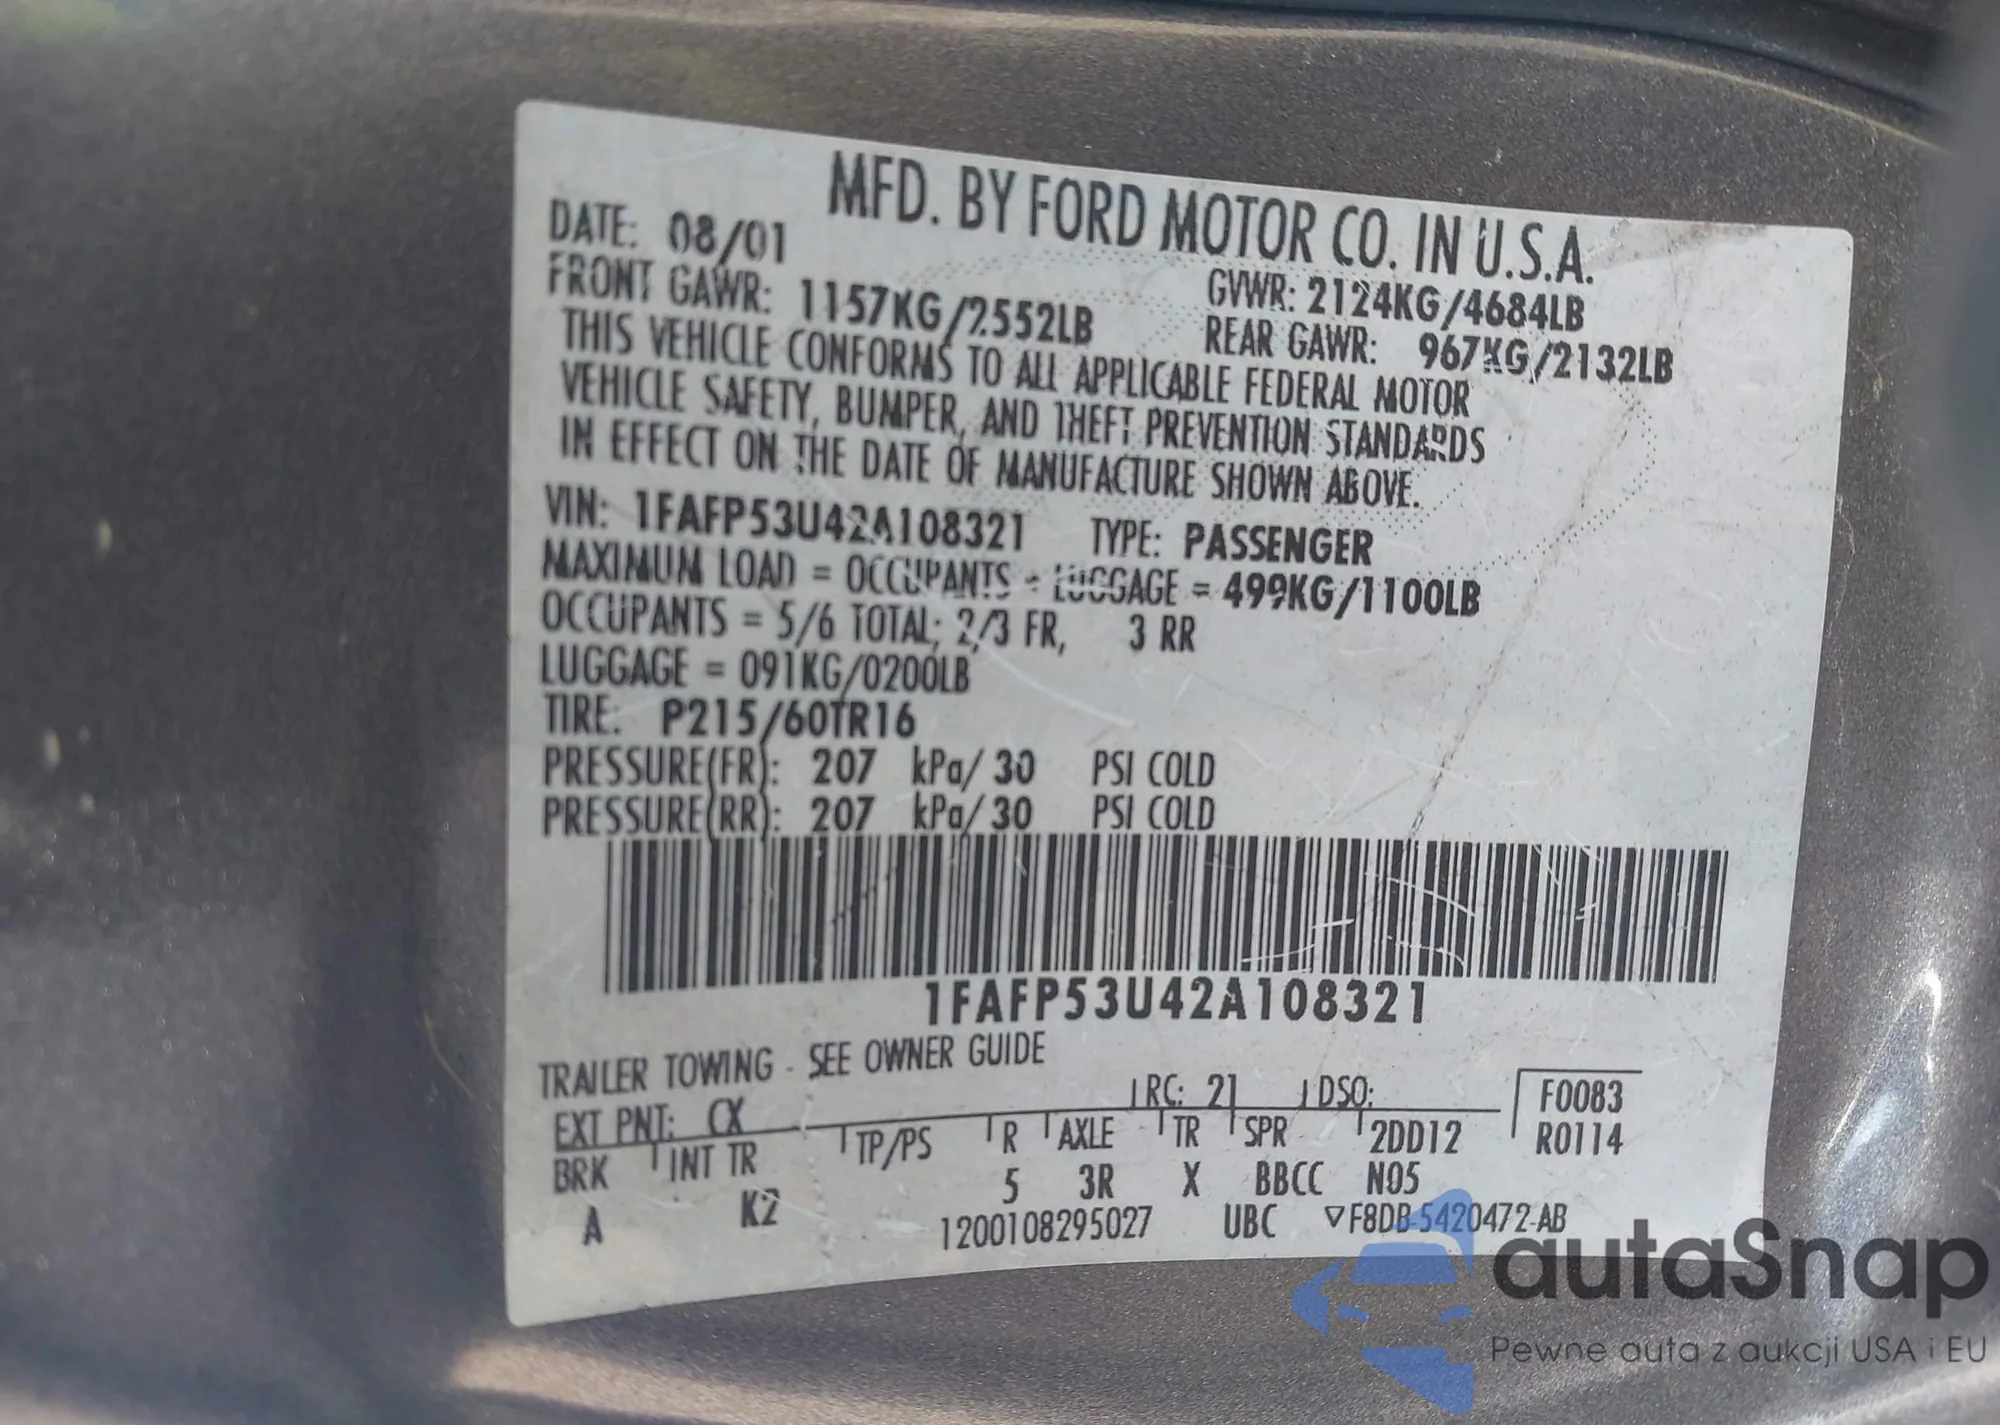 MFD. BY FORD MOTOR CO. IN U.S.A.
DATE: 08/01 GVWR: 2124KG/4684LB
FRONT GAWR: 1157KG/2552LB REAR GAWR: 967KG/2132LB
THIS VEHICLE CONFORMS TO ALL APPLICABLE FEDERAL MOTOR
VEHICLE SAFETY, BUMPER, AND THEFT PREVENTION STANDARDS
IN EFFECT ON THE DATE OF MANUFACTURE SHOWN ABOVE.
VIN: 1FAFP53U42A108321 TYPE: PASSENGER
MAXIMUM LOAD = OCCUPANTS + LUGGAGE = 499KG/1100LB
OCCUPANTS = 5/6 TOTAL; 2/3 FR, 3 RR
LUGGAGE = 091KG/0200LB
TIRE: P215/60TR16
PRESSURE(FR): 207 kPa/ 30 PSI COLD
PRESSURE(RR): 207 kPa/ 30 PSI COLD
1FAFP53U42A108321
TRAILER TOWING - SEE OWNER GUIDE
EXT PNT: CX RC: 21 DSO: F0083
BRK INT TR TP/PS R AXLE TR SPR 2DD12 R0114
A K2 5 3R X BBCC N05
1200108295027 UBC ▽F8DB-5420472-AB
autaSnap
Pewne auta z aukcji USA i EU